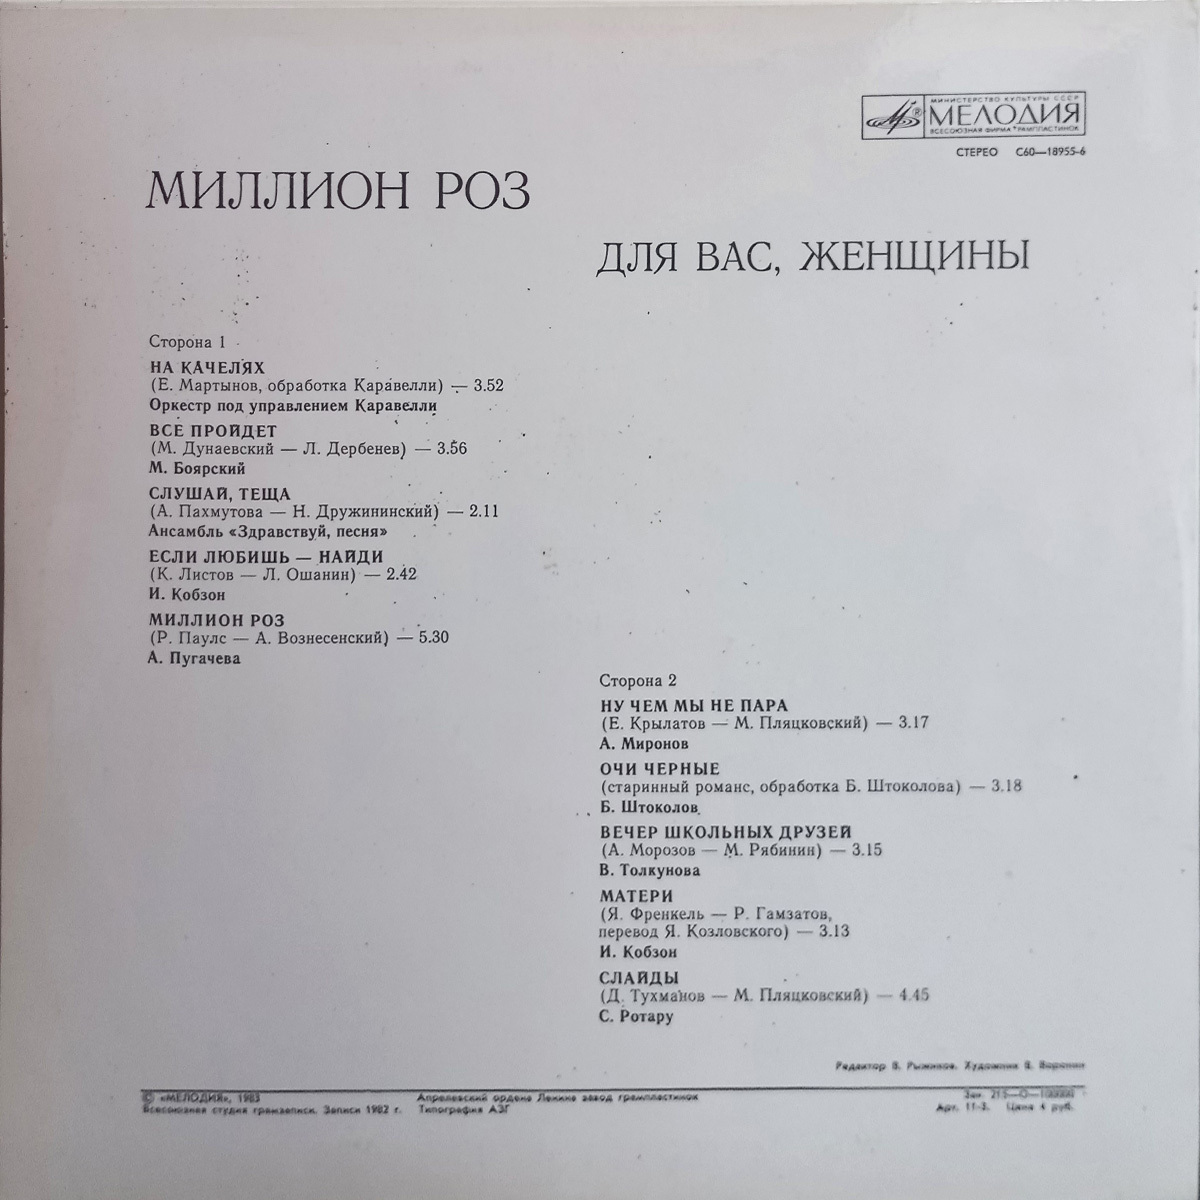 МИНИСТЕРСТВО КУЛЬТУРЫ СССР
МЕЛОДИЯ
ВСЕСОЮЗНАЯ ФИРМА ГРАМПЛАСТИНОК
СТЕРЕО С60—18955-6
МИЛЛИОН РОЗ
ДЛЯ ВАС, ЖЕНЩИНЫ
Сторона 1
НА КАЧЕЛЯХ
(Е. Мартынов, обработка Каравелли) — 3.52
Оркестр под управлением Каравелли
ВСЕ ПРОЙДЕТ
(М. Дунаевский — Л. Дербенев) — 3.56
М. Боярский
СЛУШАЙ, ТЕЩА
(А. Пахмутова — Н. Дружининский) — 2.11
Ансамбль «Здравствуй, песня»
ЕСЛИ ЛЮБИШЬ — НАЙДИ
(К. Листов — Л. Ошанин) — 2.42
И. Кобзон
МИЛЛИОН РОЗ
(Р. Паулс — А. Вознесенский) — 5.30
А. Пугачева
Сторона 2
НУ ЧЕМ МЫ НЕ ПАРА
(Е. Крылатов — М. Пляцковский) — 3.17
А. Миронов
ОЧИ ЧЕРНЫЕ
(старинный романс, обработка Б. Штоколова) — 3.18
Б. Штоколов
ВЕЧЕР ШКОЛЬНЫХ ДРУЗЕЙ
(А. Морозов — М. Рябинин) — 3.15
В. Толкунова
МАТЕРИ
(Я. Френкель — Р. Гамзатов,
перевод Я. Козловского) — 3.13
И. Кобзон
СЛАЙДЫ
(Д. Тухманов — М. Пляцковский) — 4.45
С. Ротару
Редактор В. Рыжиков. Художник В.
© «МЕЛОДИЯ», 1983
Всесоюзная студия грамзаписи. Запись 1982 г.
Апрелевский ордена Ленина завод грампластинок
Типография АЗГ
Зак. 215—О—100000
Арт. 11-3. Цена 4 руб.